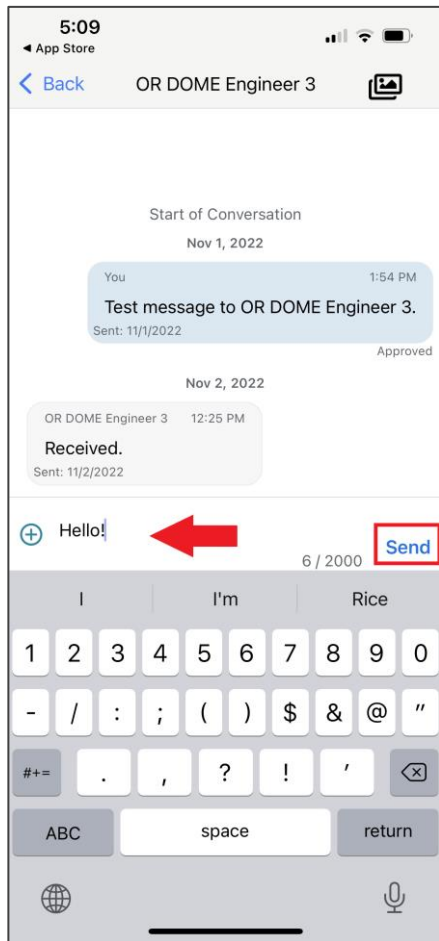 5:09
◀ App Store
Back OR DOME Engineer 3
Start of Conversation
Nov 1, 2022
You 1:54 PM
Test message to OR DOME Engineer 3.
Sent: 11/1/2022
Approved
Nov 2, 2022
OR DOME Engineer 3 12:25 PM
Received.
Sent: 11/2/2022
Hello!
6 / 2000 Send
I I'm Rice
1 2 3 4 5 6 7 8 9 0
- / : ; ( ) $ & @ "
#+= . , ? ! '
ABC space return